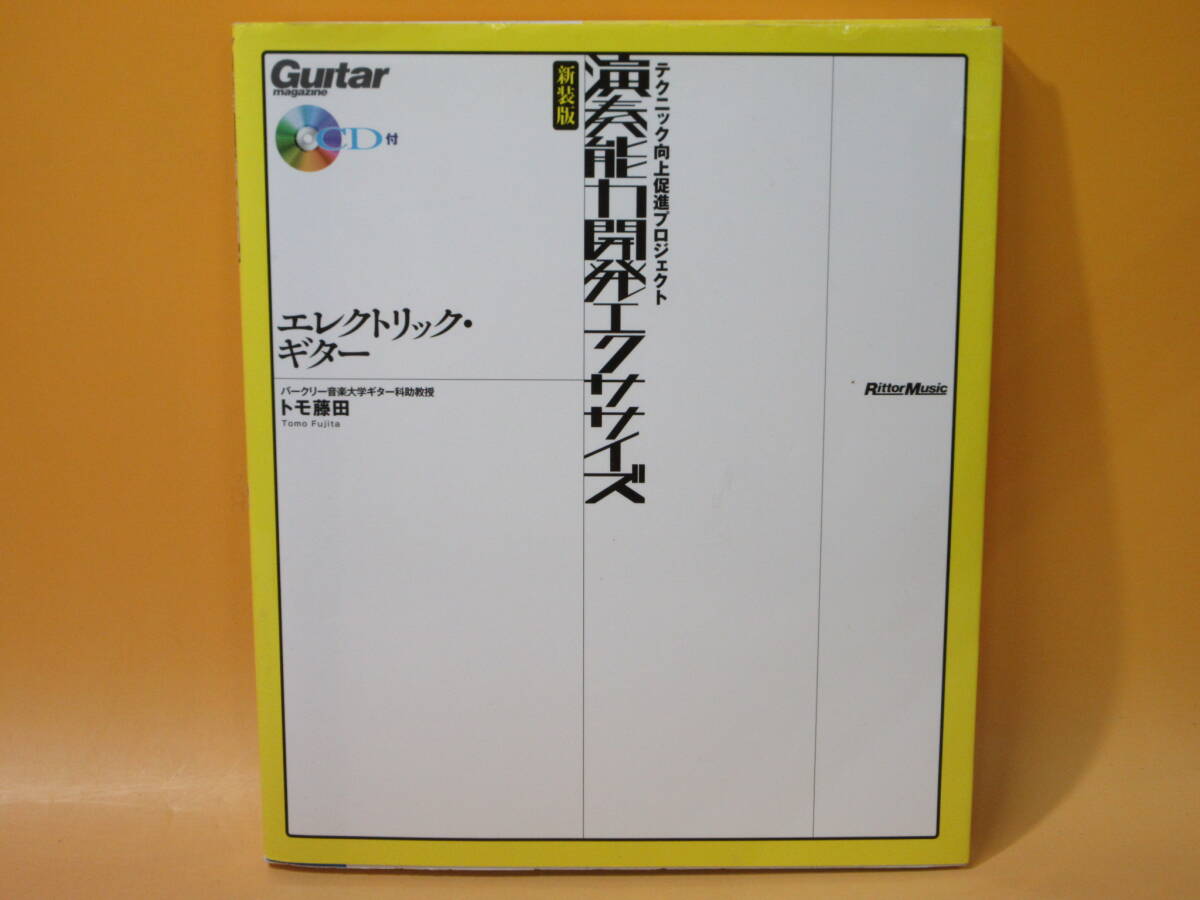 Guitar
magazine
CD付
新装版
テクニック向上促進プロジェクト
演奏能力開発エクササイズ
エレクトリック・
ギター
バークリー音楽大学ギター科助教授
トモ藤田
Tomo Fujita
RittorMusic